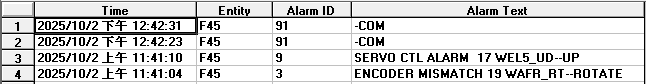 Time Entity Alarm ID Alarm Text
1 2025/10/2 下午 12:42:31 F45 91 -COM
2 2025/10/2 下午 12:42:23 F45 91 -COM
3 2025/10/2 上午 11:41:10 F45 9 SERVO CTL ALARM  17 WEL5_UD--UP
4 2025/10/2 上午 11:41:04 F45 3 ENCODER MISMATCH 19 WAFR_RT--ROTATE